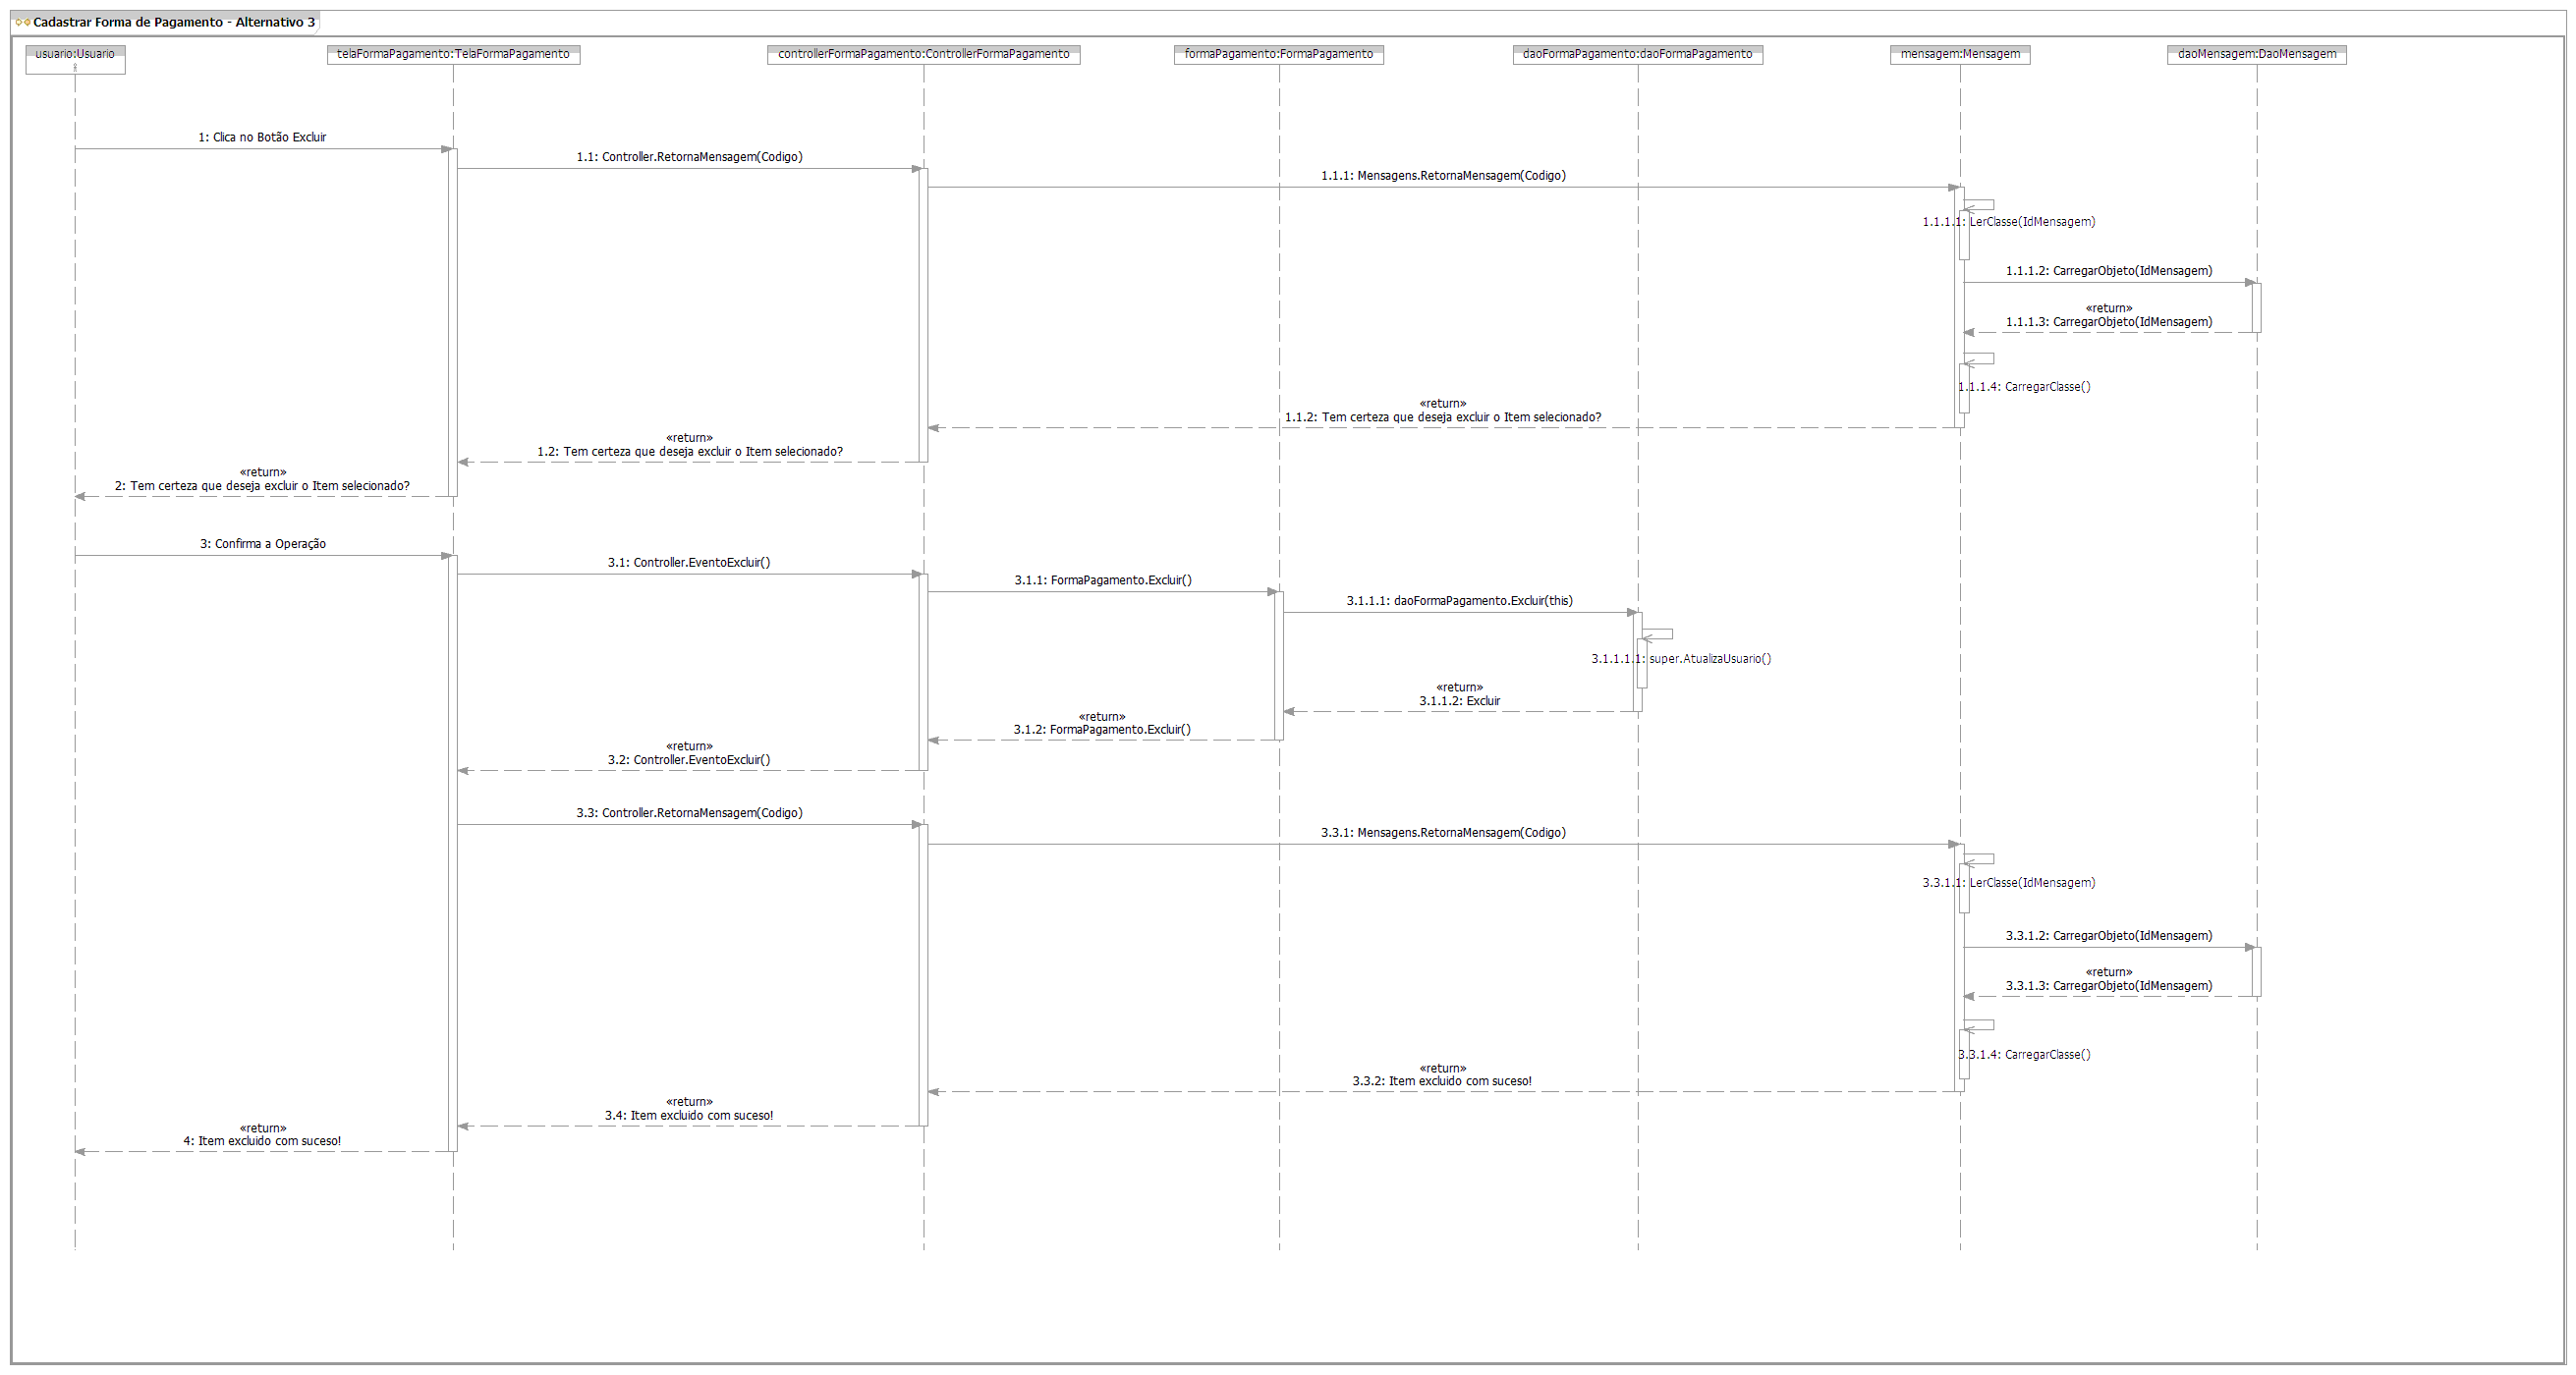 Cadastrar Forma de Pagamento - Alternativo 3
usuario:Usuario
telaFormaPagamento:TelaFormaPagamento
controllerFormaPagamento:ControllerFormaPagamento
formaPagamento:FormaPagamento
daoFormaPagamento:daoFormaPagamento
mensagem:Mensagem
daoMensagem:DaoMensagem
1: Clica no Botão Excluir
1.1: Controller.RetornaMensagem(Codigo)
1.1.1: Mensagens.RetornaMensagem(Codigo)
1.1.1.1: LerClasse(IdMensagem)
1.1.1.2: CarregarObjeto(IdMensagem)
«return»
1.1.1.3: CarregarObjeto(IdMensagem)
1.1.1.4: CarregarClasse()
«return»
1.1.2: Tem certeza que deseja excluir o Item selecionado?
«return»
1.2: Tem certeza que deseja excluir o Item selecionado?
«return»
2: Tem certeza que deseja excluir o Item selecionado?
3: Confirma a Operação
3.1: Controller.EventoExcluir()
3.1.1: FormaPagamento.Excluir()
3.1.1.1: daoFormaPagamento.Excluir(this)
3.1.1.1.1: super.AtualizaUsuario()
«return»
3.1.1.2: Excluir
«return»
3.1.2: FormaPagamento.Excluir()
«return»
3.2: Controller.EventoExcluir()
3.3: Controller.RetornaMensagem(Codigo)
3.3.1: Mensagens.RetornaMensagem(Codigo)
3.3.1.1: LerClasse(IdMensagem)
3.3.1.2: CarregarObjeto(IdMensagem)
«return»
3.3.1.3: CarregarObjeto(IdMensagem)
3.3.1.4: CarregarClasse()
«return»
3.3.2: Item excluido com suceso!
«return»
3.4: Item excluido com suceso!
«return»
4: Item excluido com suceso!